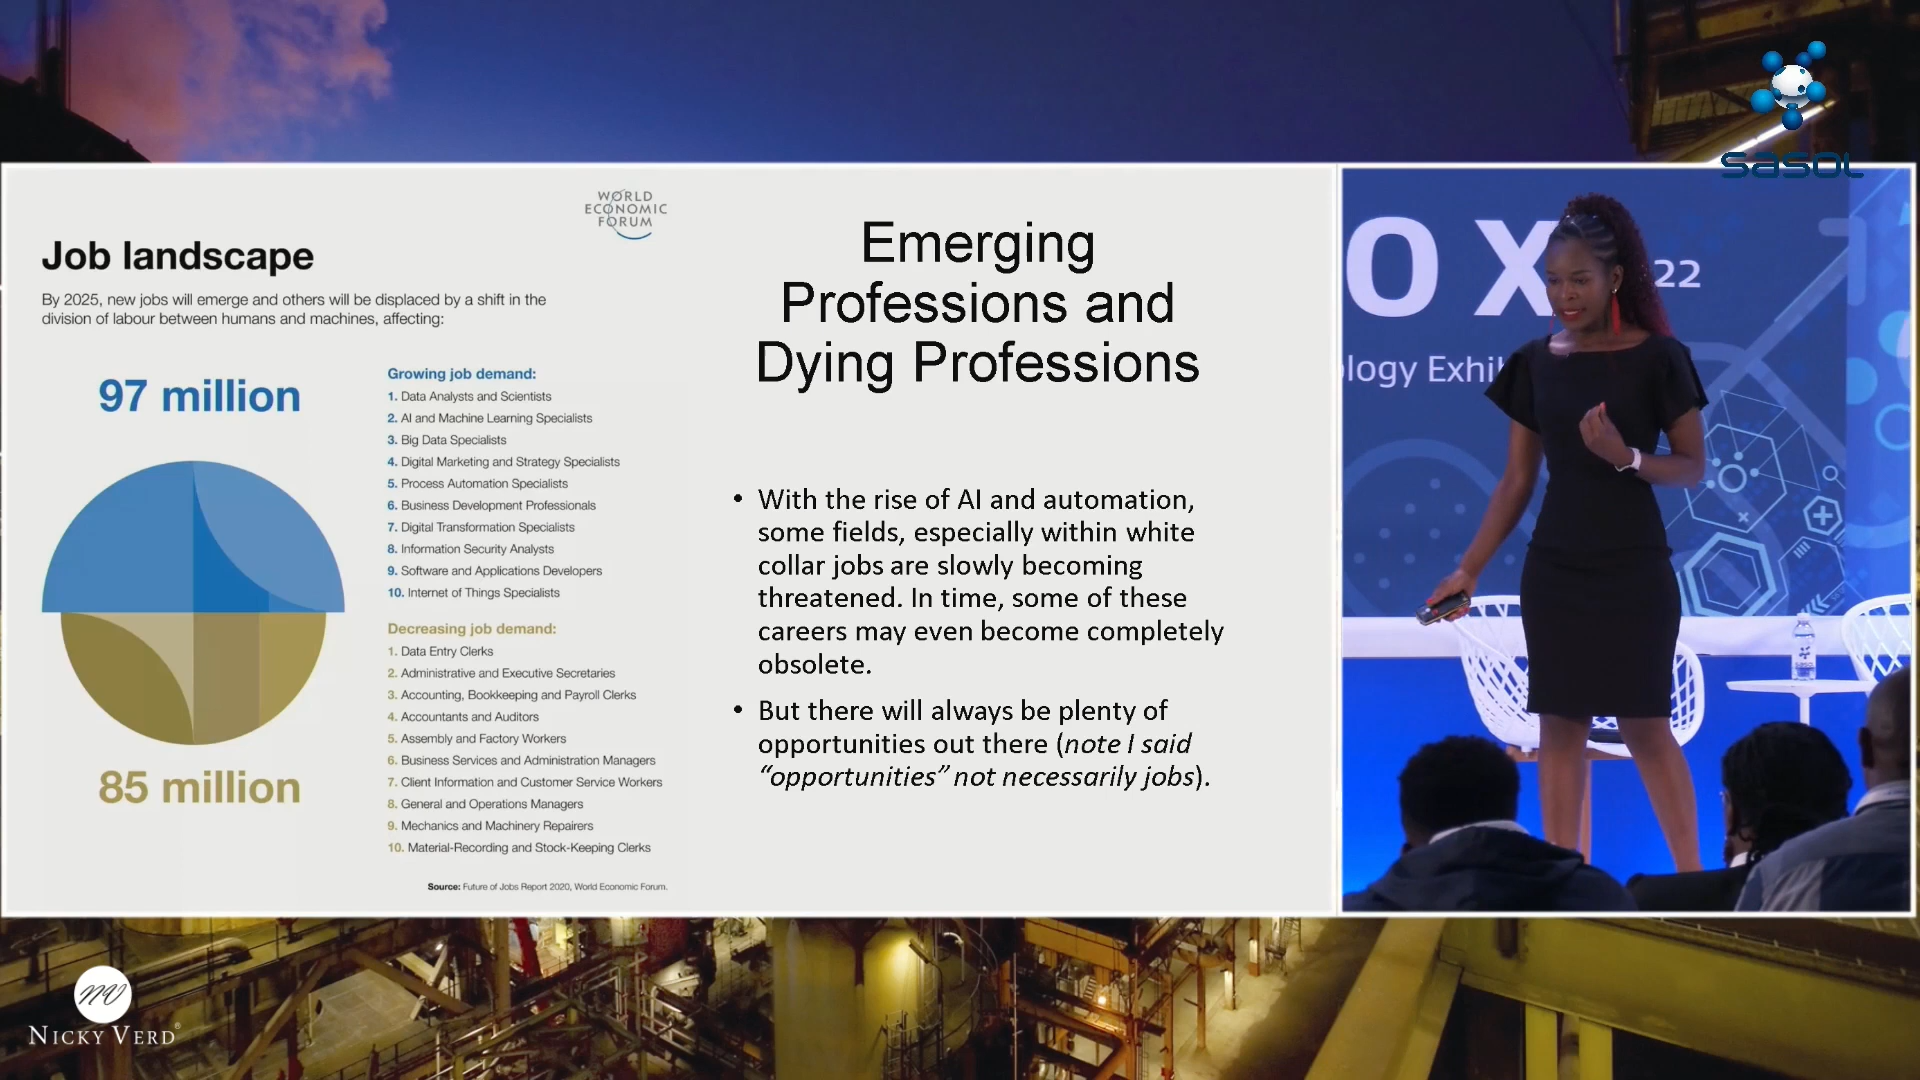 sasol
WORLD
ECONOMIC
FORUM
Job landscape
By 2025, new jobs will emerge and others will be displaced by a shift in the
division of labour between humans and machines, affecting:
97 million
Growing job demand:
1. Data Analysts and Scientists
2. AI and Machine Learning Specialists
3. Big Data Specialists
4. Digital Marketing and Strategy Specialists
5. Process Automation Specialists
6. Business Development Professionals
7. Digital Transformation Specialists
8. Information Security Analysts
9. Software and Applications Developers
10. Internet of Things Specialists
Decreasing job demand:
1. Data Entry Clerks
2. Administrative and Executive Secretaries
3. Accounting, Bookkeeping and Payroll Clerks
4. Accountants and Auditors
5. Assembly and Factory Workers
6. Business Services and Administration Managers
7. Client Information and Customer Service Workers
8. General and Operations Managers
9. Mechanics and Machinery Repairers
10. Material-Recording and Stock-Keeping Clerks
85 million
Source: Future of Jobs Report 2020, World Economic Forum.
Emerging
Professions and
Dying Professions
• With the rise of AI and automation,
some fields, especially within white
collar jobs are slowly becoming
threatened. In time, some of these
careers may even become completely
obsolete.
• But there will always be plenty of
opportunities out there (note I said
“opportunities” not necessarily jobs).
O X
22
ology Exhi
NV
NICKY VERD®